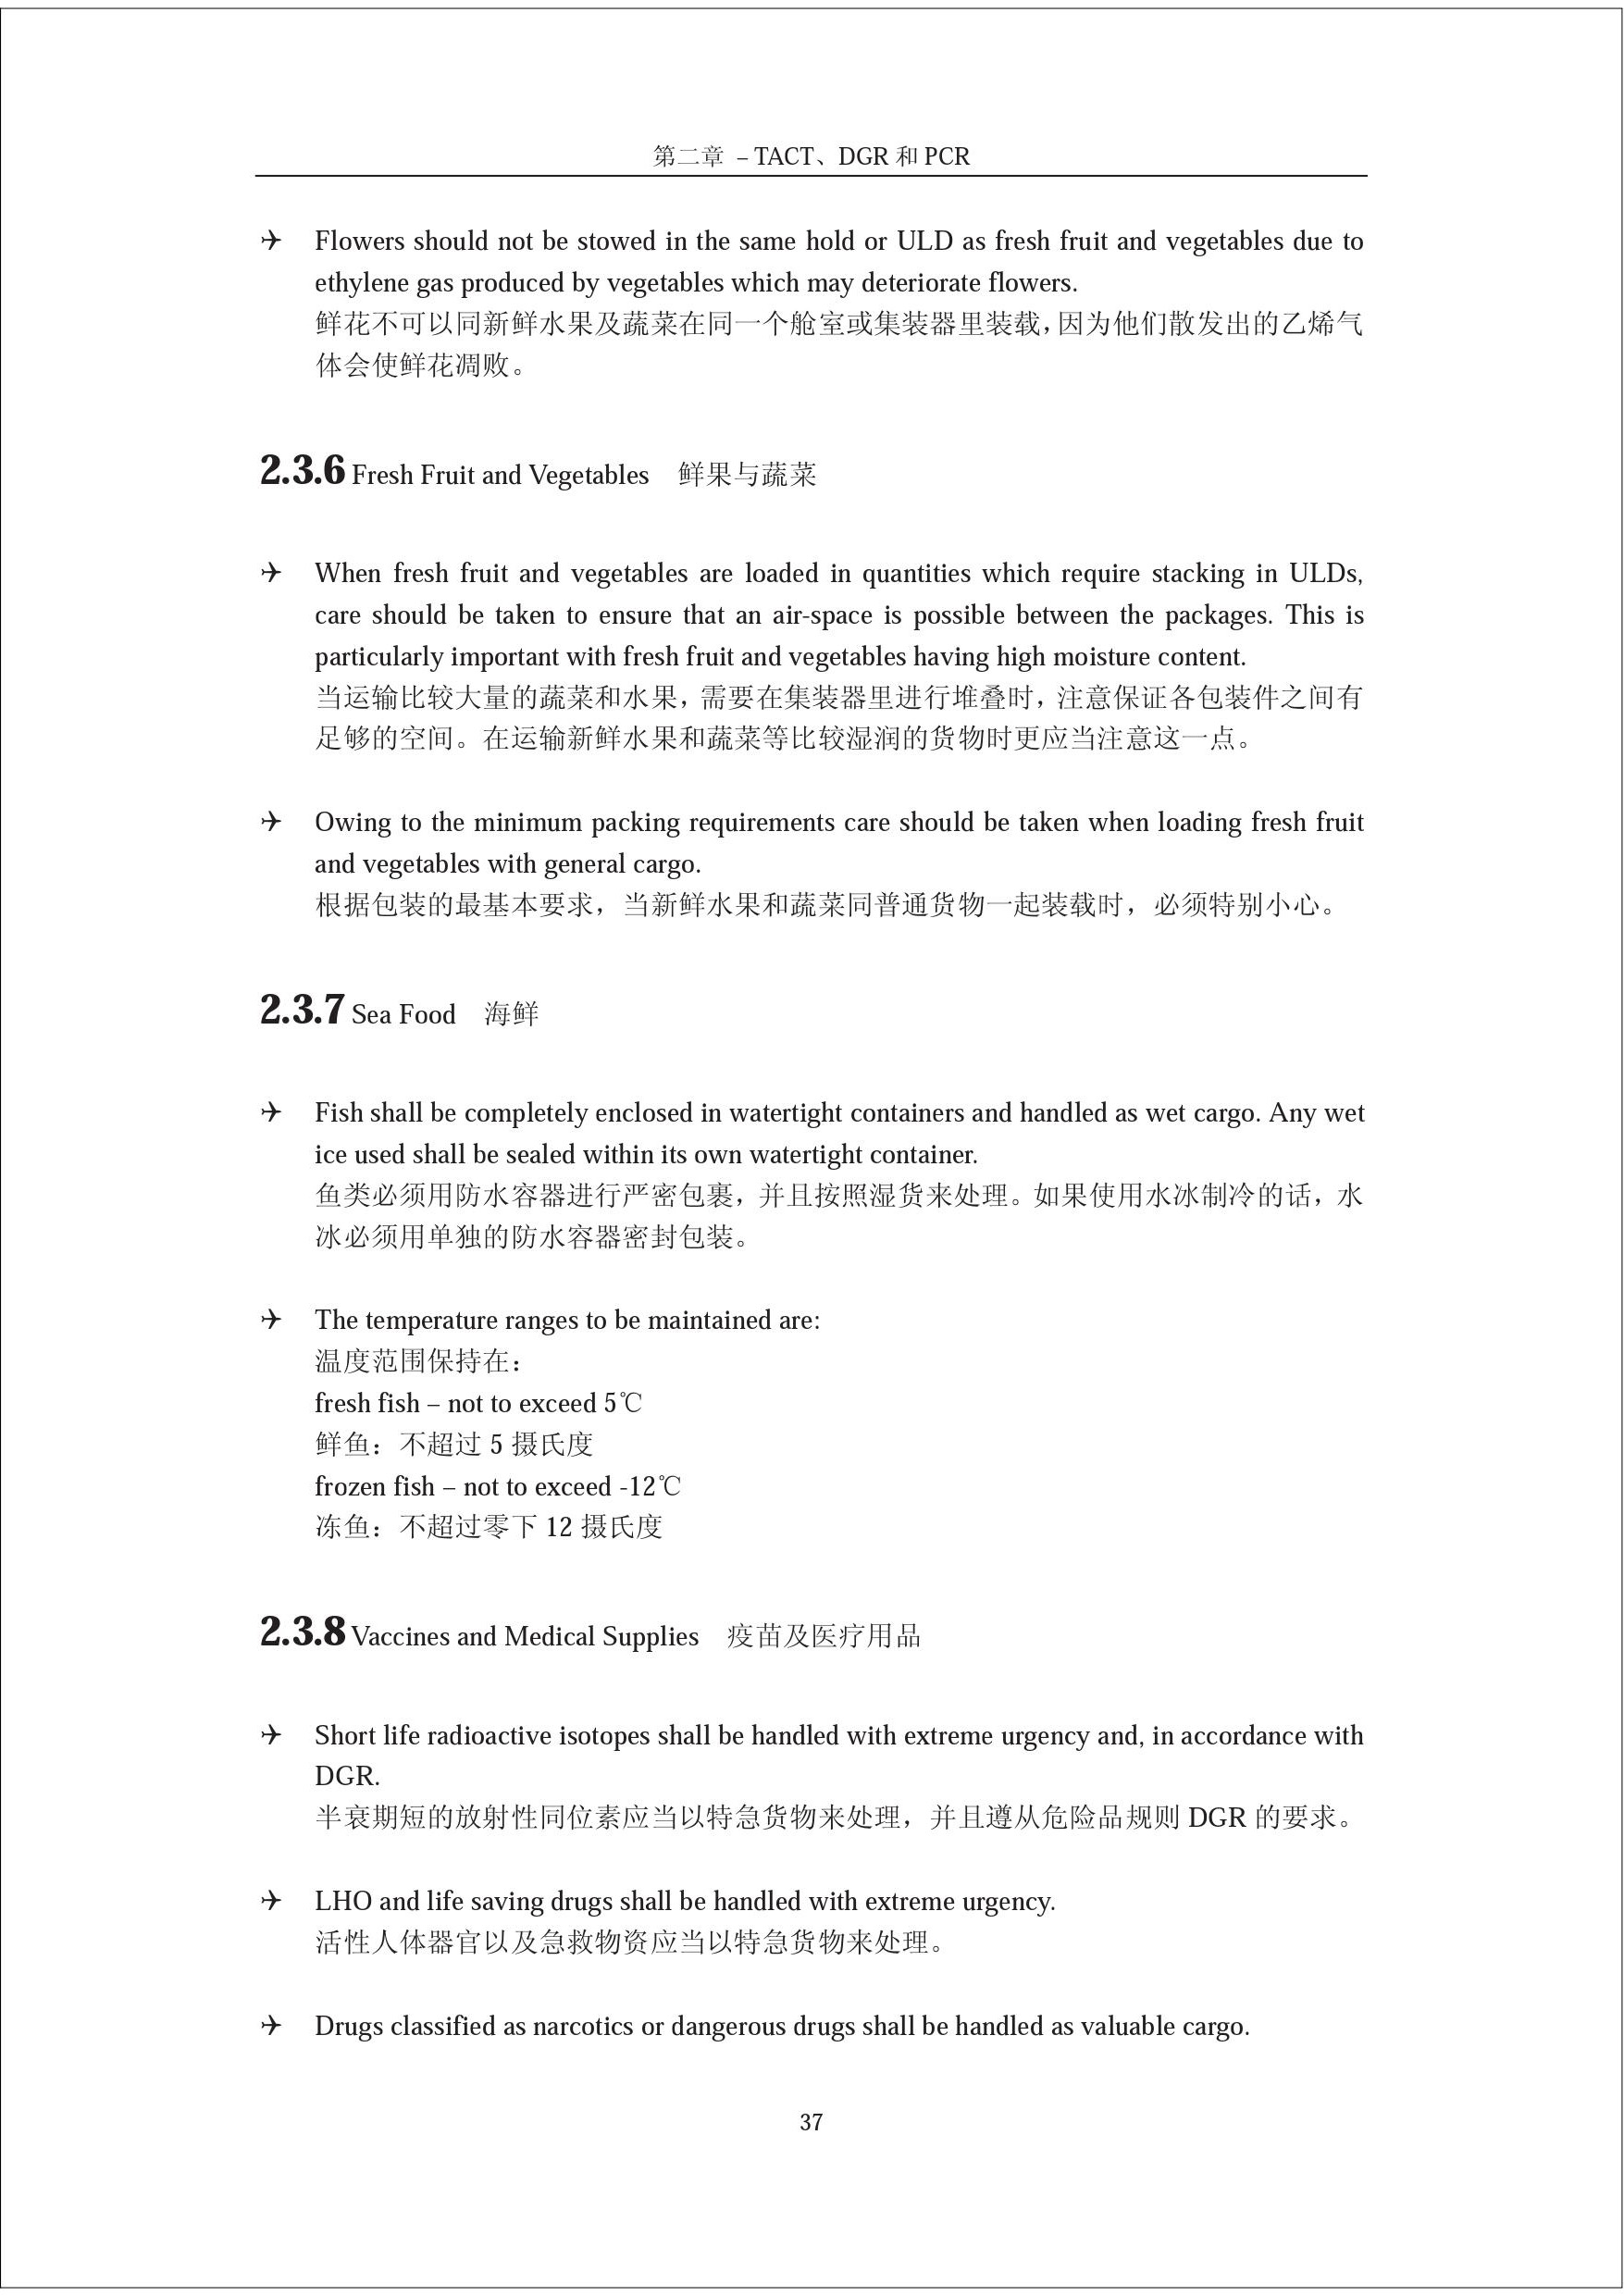 第二章 – TACT、DGR 和 PCR
✈ Flowers should not be stowed in the same hold or ULD as fresh fruit and vegetables due to
ethylene gas produced by vegetables which may deteriorate flowers.
鲜花不可以同新鲜水果及蔬菜在同一个舱室或集装器里装载，因为他们散发出的乙烯气
体会使鲜花凋败。
2.3.6 Fresh Fruit and Vegetables 鲜果与蔬菜
✈ When fresh fruit and vegetables are loaded in quantities which require stacking in ULDs,
care should be taken to ensure that an air-space is possible between the packages. This is
particularly important with fresh fruit and vegetables having high moisture content.
当运输比较大量的蔬菜和水果，需要在集装器里进行堆叠时，注意保证各包装件之间有
足够的空间。在运输新鲜水果和蔬菜等比较湿润的货物时更应当注意这一点。
✈ Owing to the minimum packing requirements care should be taken when loading fresh fruit
and vegetables with general cargo.
根据包装的最基本要求，当新鲜水果和蔬菜同普通货物一起装载时，必须特别小心。
2.3.7 Sea Food 海鲜
✈ Fish shall be completely enclosed in watertight containers and handled as wet cargo. Any wet
ice used shall be sealed within its own watertight container.
鱼类必须用防水容器进行严密包裹，并且按照湿货来处理。如果使用水冰制冷的话，水
冰必须用单独的防水容器密封包装。
✈ The temperature ranges to be maintained are:
温度范围保持在：
fresh fish – not to exceed 5℃
鲜鱼：不超过 5 摄氏度
frozen fish – not to exceed -12℃
冻鱼：不超过零下 12 摄氏度
2.3.8 Vaccines and Medical Supplies 疫苗及医疗用品
✈ Short life radioactive isotopes shall be handled with extreme urgency and, in accordance with
DGR.
半衰期短的放射性同位素应当以特急货物来处理，并且遵从危险品规则 DGR 的要求。
✈ LHO and life saving drugs shall be handled with extreme urgency.
活性人体器官以及急救物资应当以特急货物来处理。
✈ Drugs classified as narcotics or dangerous drugs shall be handled as valuable cargo.
37